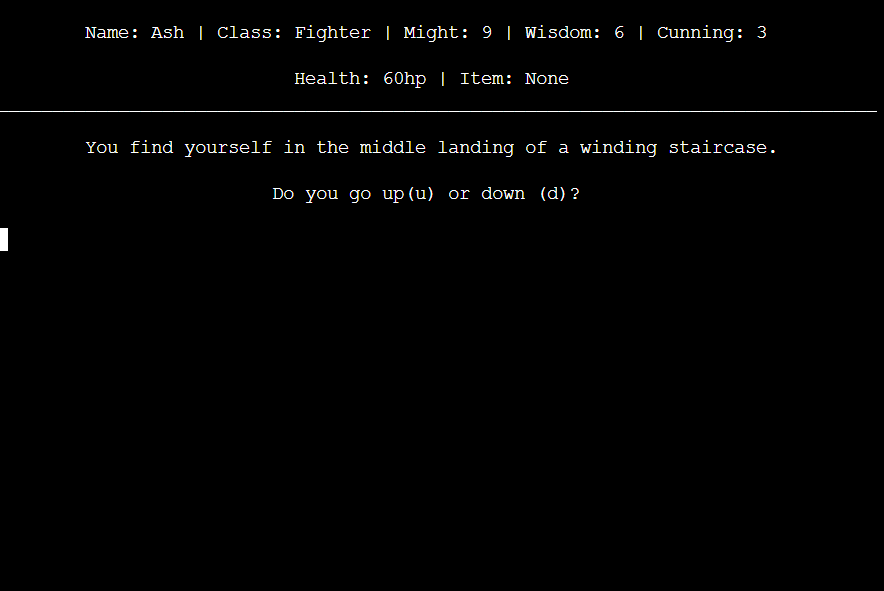 Name: Ash | Class: Fighter | Might: 9 | Wisdom: 6 | Cunning: 3
Health: 60hp | Item: None
You find yourself in the middle landing of a winding staircase.
Do you go up(u) or down (d)?